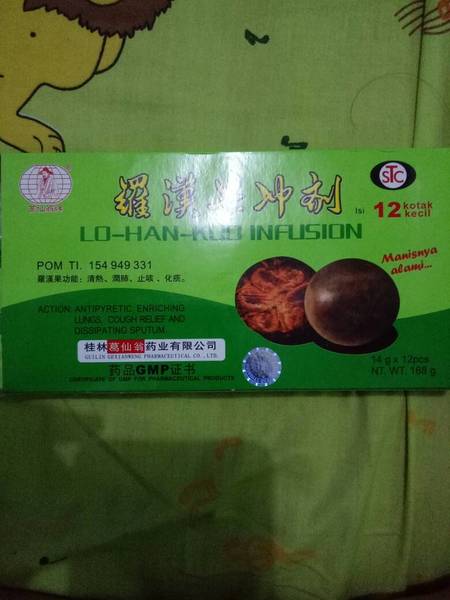 羅漢果冲剂
LO-HAN-KUO INFUSION
STC
Isi 12 kotak kecil
Manisnya alami...
POM TI. 154 949 331
羅漢果功能：清熱、潤肺、止咳、化痰。
ACTION: ANTIPYRETIC ENRICHING
LUNGS, COUGH RELIEF AND
DISSIPATING SPUTUM.
桂林葛仙翁药业有限公司
GUILIN GEXIANWENG PHARMACEUTICAL CO., LTD.
药品GMP证书
CERTIFICATE OF GMP FOR PHARMACEUTICAL PRODUCTS
14 g x 12pcs
NT. WT. 168 g